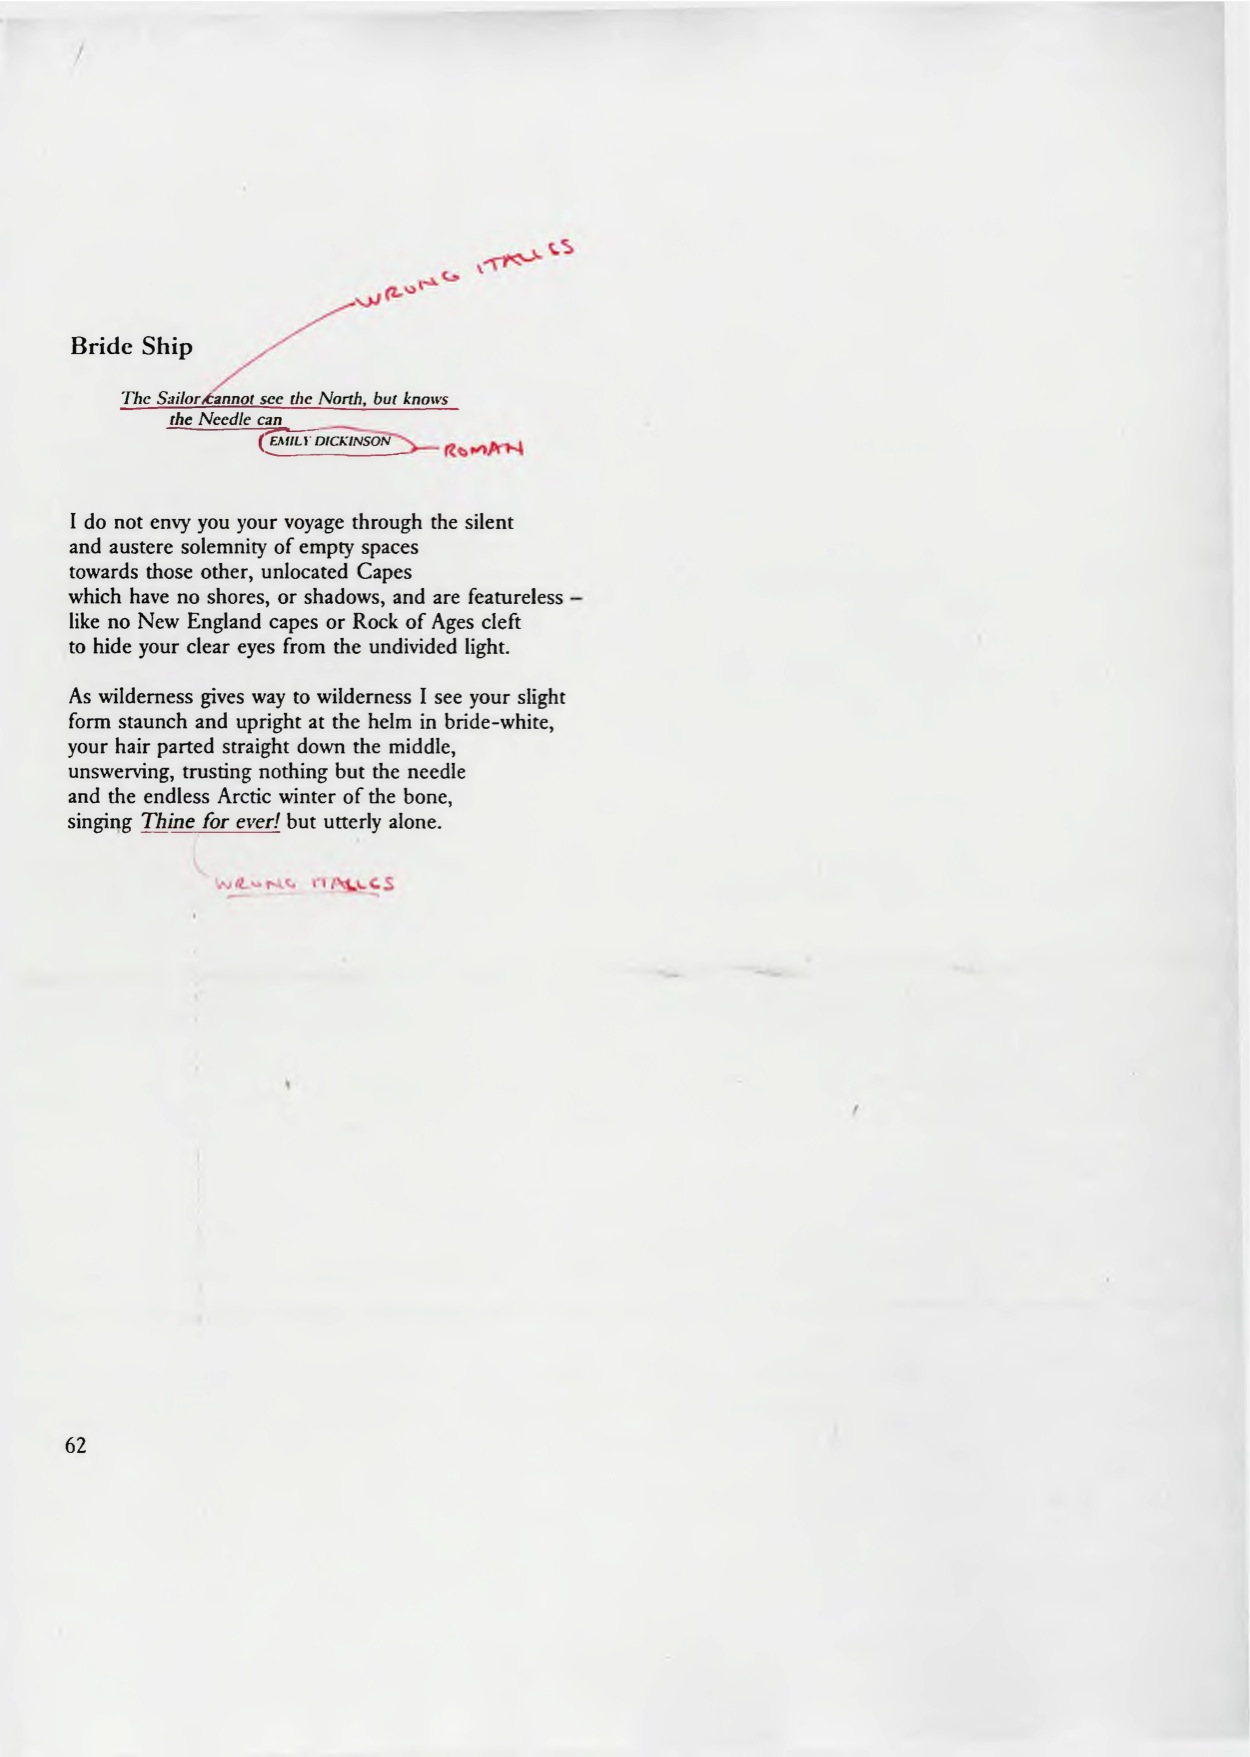 WRONG ITALICS
Bride Ship
The Sailor cannot see the North, but knows
the Needle can
EMILY DICKINSON
ROMAN
I do not envy you your voyage through the silent
and austere solemnity of empty spaces
towards those other, unlocated Capes
which have no shores, or shadows, and are featureless –
like no New England capes or Rock of Ages cleft
to hide your clear eyes from the undivided light.
As wilderness gives way to wilderness I see your slight
form staunch and upright at the helm in bride-white,
your hair parted straight down the middle,
unswerving, trusting nothing but the needle
and the endless Arctic winter of the bone,
singing Thine for ever! but utterly alone.
WRONG ITALICS
62